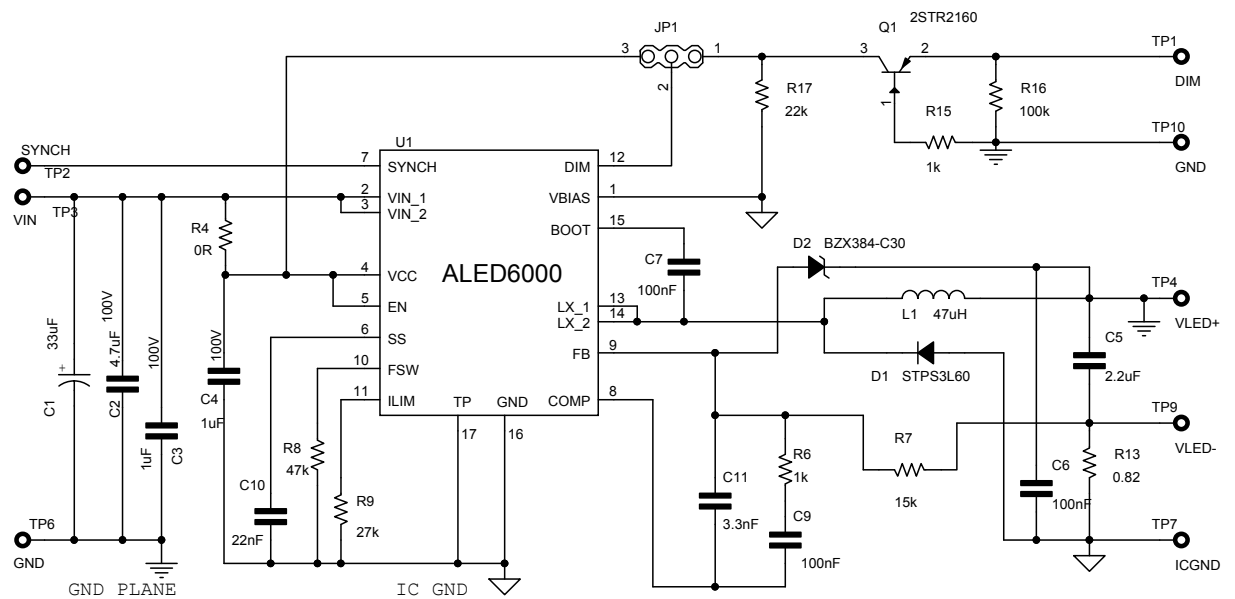 2STR2160
JP1
Q1
TP1
3
1
3
2
2
1
R17
22k
R16
100k
DIM
R15
1k
TP10
GND
U1
SYNCH
TP2
7
SYNCH
DIM
12
VIN
TP3
2
VIN_1
3
VIN_2
VBIAS
1
R4
0R
BOOT
15
D2
BZX384-C30
C7
100nF
4
VCC
ALED6000
5
EN
LX_1
13
LX_2
14
L1
47uH
TP4
VLED+
6
SS
FB
9
D1
STPS3L60
C5
2.2uF
10
FSW
11
ILIM
TP
GND
COMP
8
17
16
33uF
+
C1
100V
4.7uF
C2
100V
1uF
C3
100V
C4
1uF
R8
47k
R9
27k
C10
22nF
R7
15k
R6
1k
C11
3.3nF
C9
100nF
C6
100nF
R13
0.82
TP9
VLED-
TP7
ICGND
TP6
GND
GND PLANE
IC GND